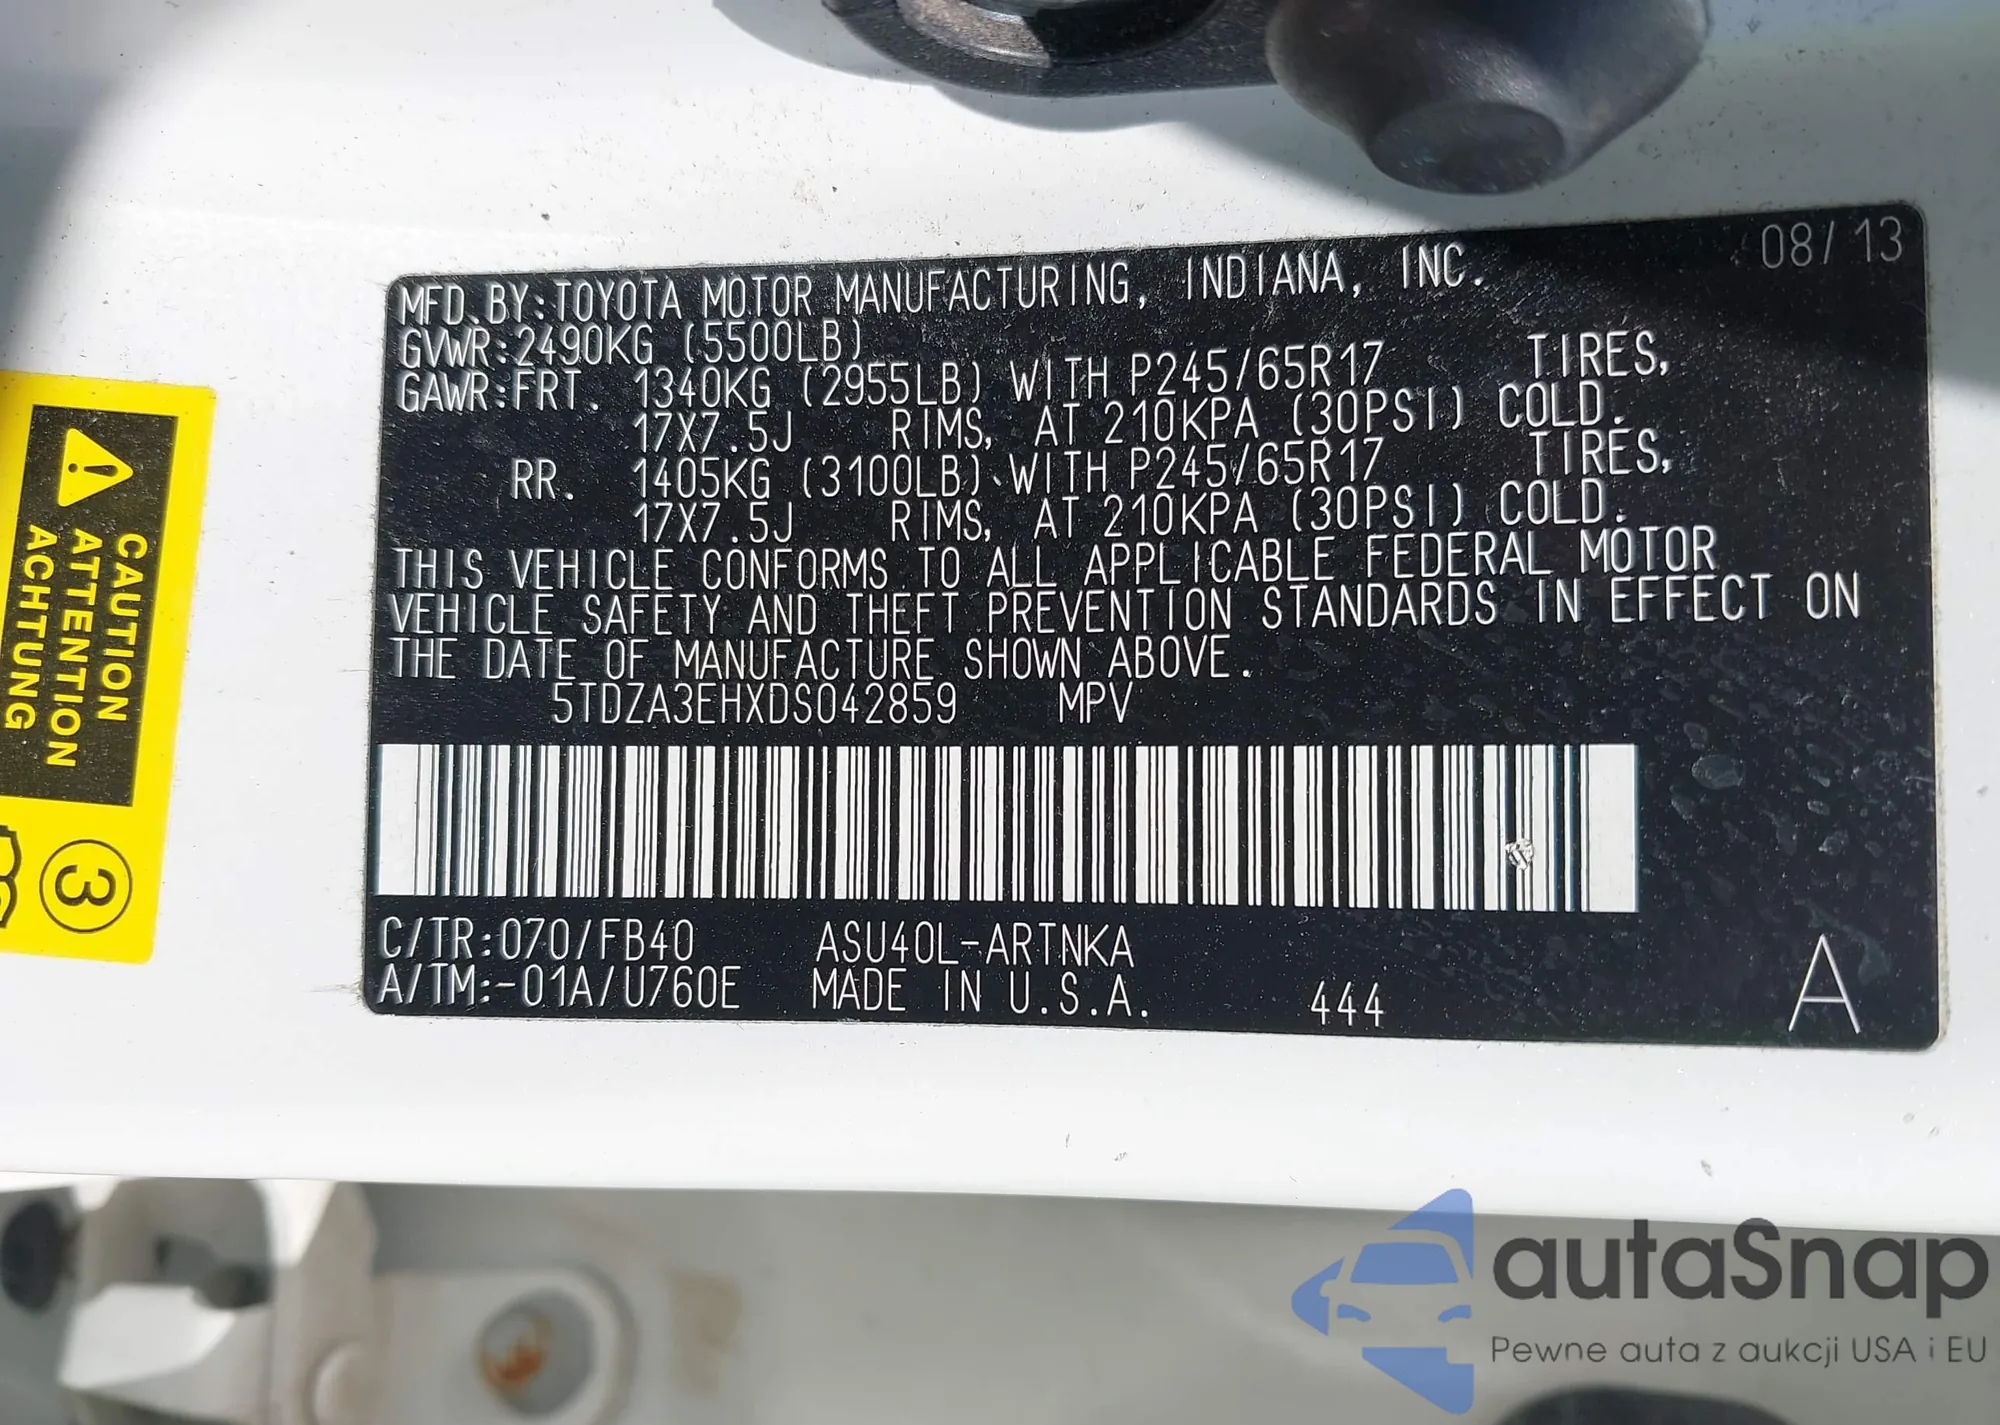 08/13
MFD. BY: TOYOTA MOTOR MANUFACTURING, INDIANA, INC.
GVWR: 2490KG (5500LB)
GAWR: FRT. 1340KG (2955LB) WITH P245/65R17 TIRES,
17X7.5J RIMS, AT 210KPA (30PSI) COLD.
RR. 1405KG (3100LB) WITH P245/65R17 TIRES,
17X7.5J RIMS, AT 210KPA (30PSI) COLD.
THIS VEHICLE CONFORMS TO ALL APPLICABLE FEDERAL MOTOR
VEHICLE SAFETY AND THEFT PREVENTION STANDARDS IN EFFECT ON
THE DATE OF MANUFACTURE SHOWN ABOVE.
5TDZA3EHXDS042859 MPV
C/TR: 070/FB40 ASU40L-ARTNKA
A/TM: -01A/U760E MADE IN U.S.A. 444 A
CAUTION
ATTENTION
ACHTUNG
3
autaSnap
Pewne auta z aukcji USA i EU